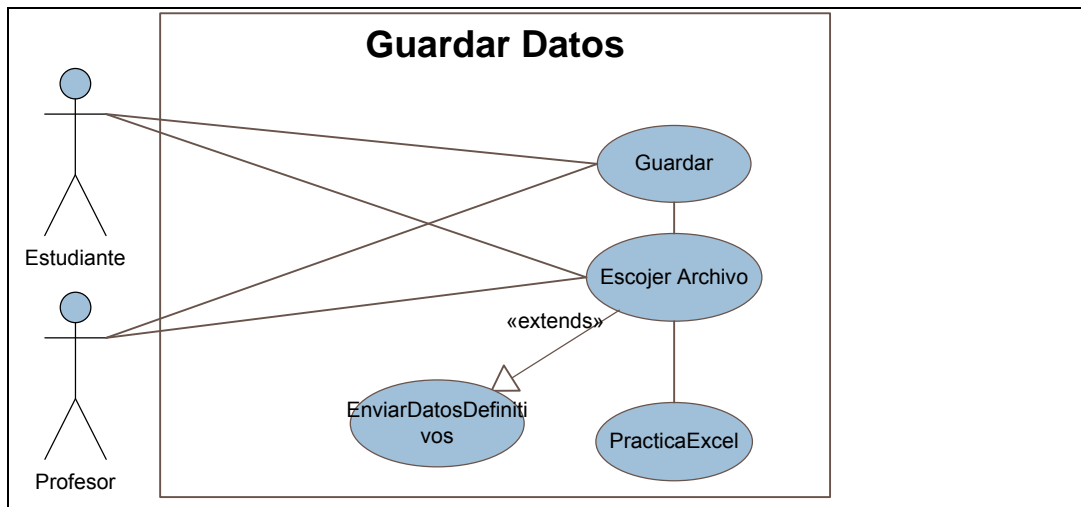 Guardar Datos
Guardar
Estudiante
Escojer Archivo
«extends»
EnviarDatosDefiniti
vos
PracticaExcel
Profesor